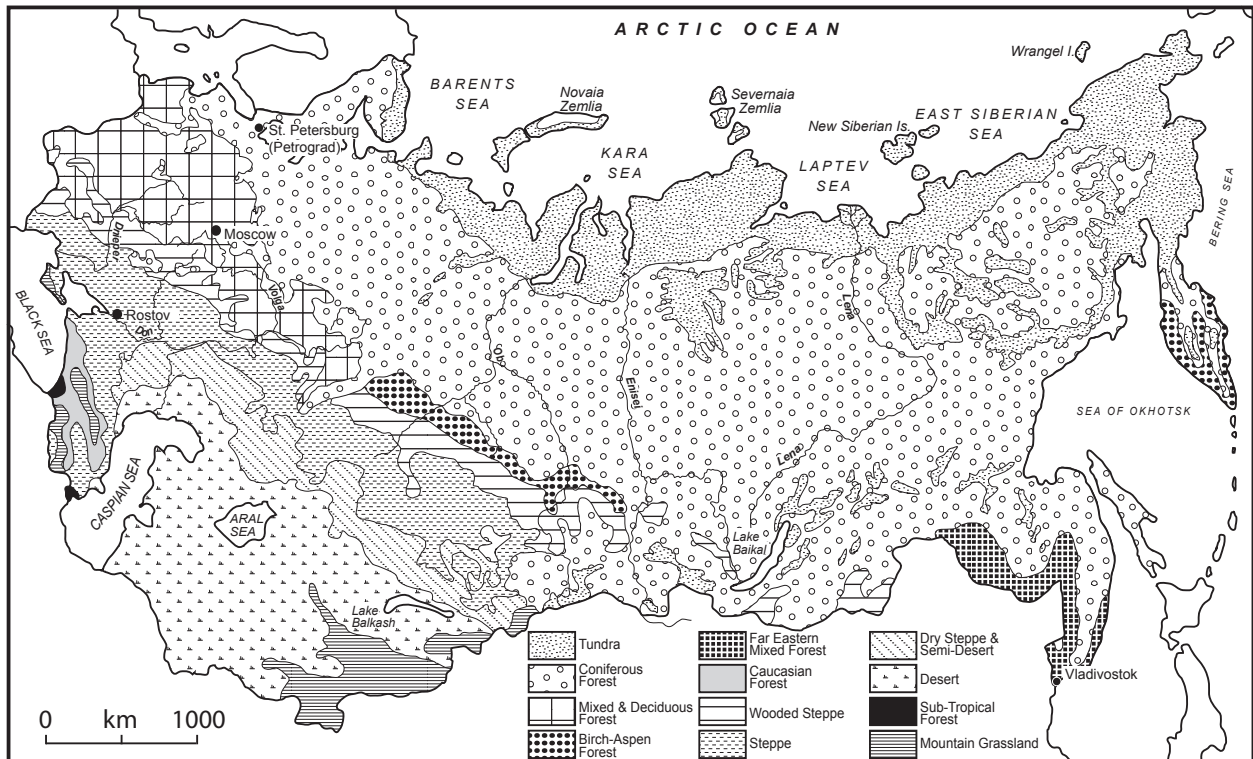 ARCTIC OCEAN
Wrangel I.
BARENTS
SEA
Novaia
Zemlia
Severnaia
Zemlia
EAST SIBERIAN
SEA
New Siberian Is.
KARA
SEA
LAPTEV
SEA
BERING SEA
St. Petersburg
(Petrograd)
Dnieper
Moscow
Volga
BLACK SEA
Rostov
Don
Ob
Enisei
Lena
Lena
SEA OF OKHOTSK
CASPIAN SEA
ARAL
SEA
Lake
Baikal
Lake
Balkash
Vladivostok
Tundra
Coniferous
Forest
Mixed & Deciduous
Forest
Birch-Aspen
Forest
Far Eastern
Mixed Forest
Caucasian
Forest
Wooded Steppe
Steppe
Dry Steppe &
Semi-Desert
Desert
Sub-Tropical
Forest
Mountain Grassland
0 km 1000